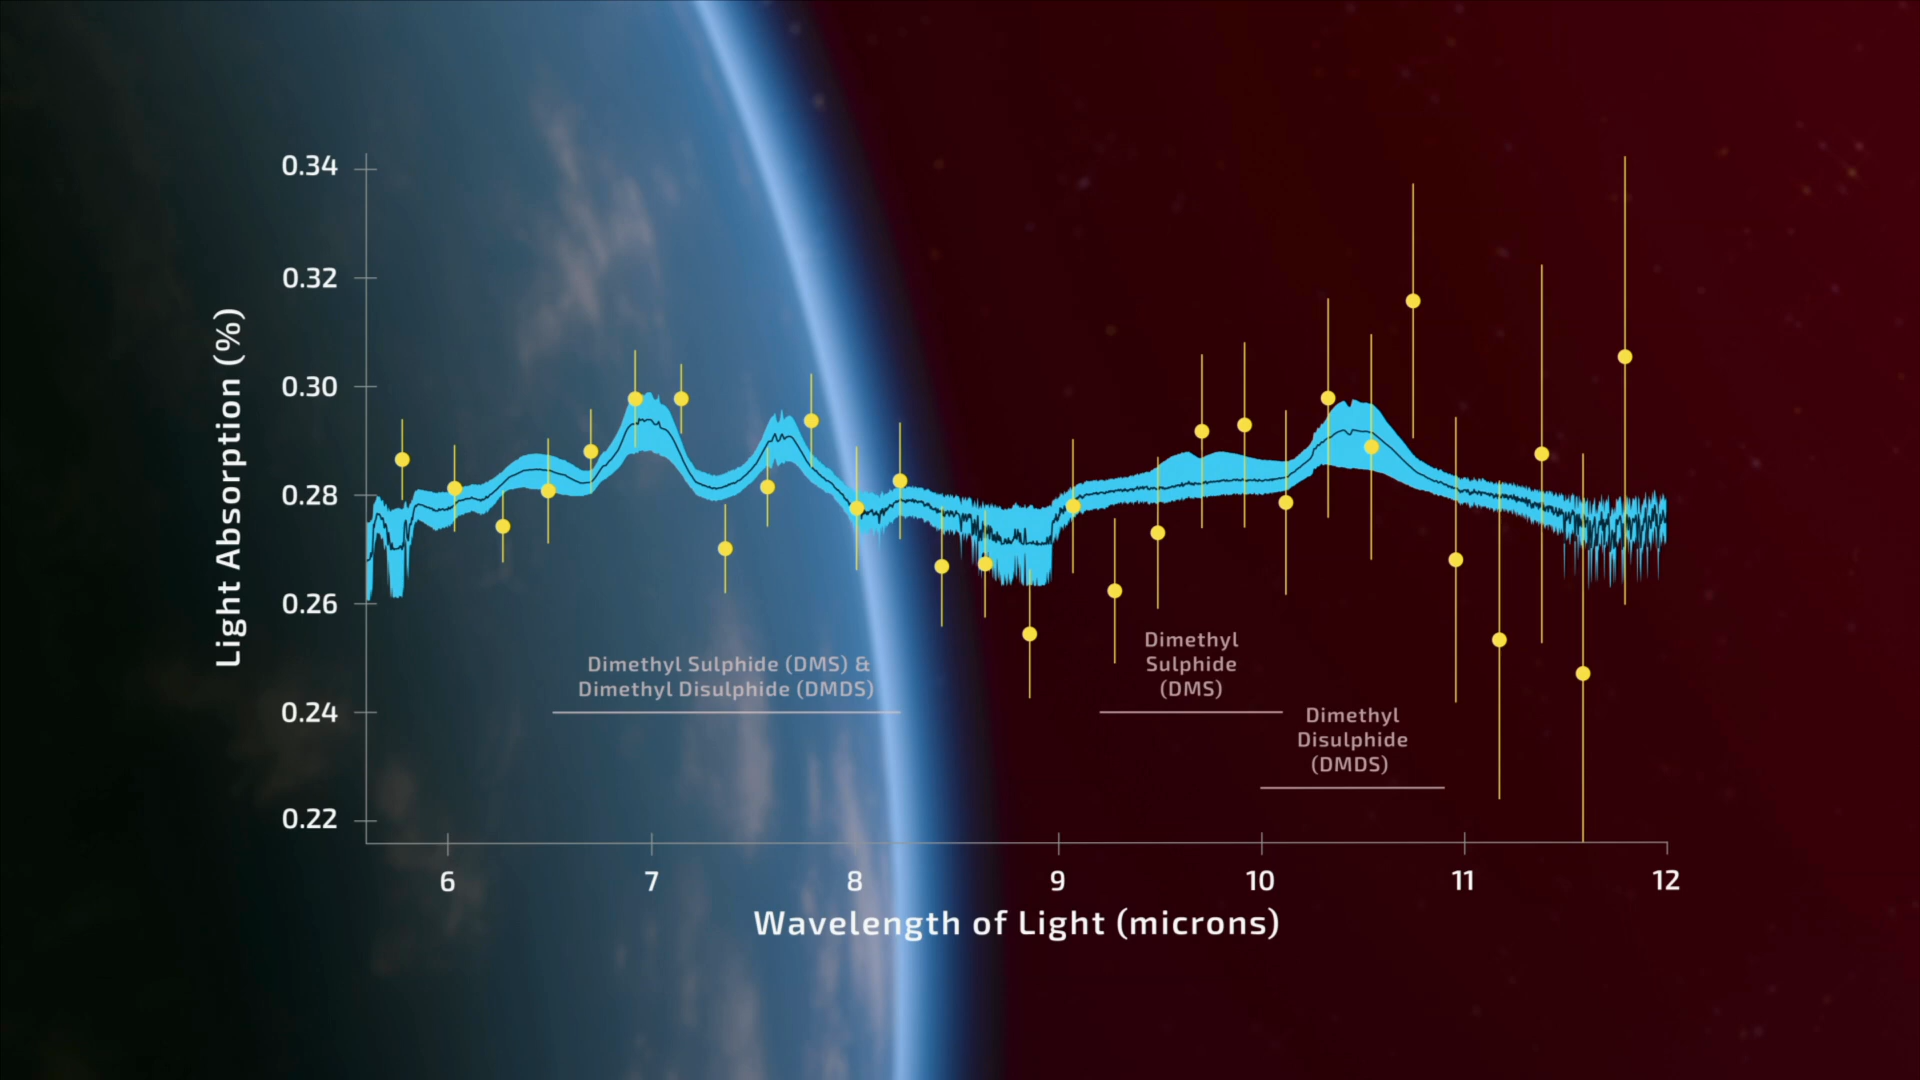 0.34
0.32
0.30
0.28
0.26
0.24
0.22
Light Absorption (%)
Dimethyl Sulphide (DMS) &
Dimethyl Disulphide (DMDS)
Dimethyl
Sulphide
(DMS)
Dimethyl
Disulphide
(DMDS)
6 7 8 9 10 11 12
Wavelength of Light (microns)